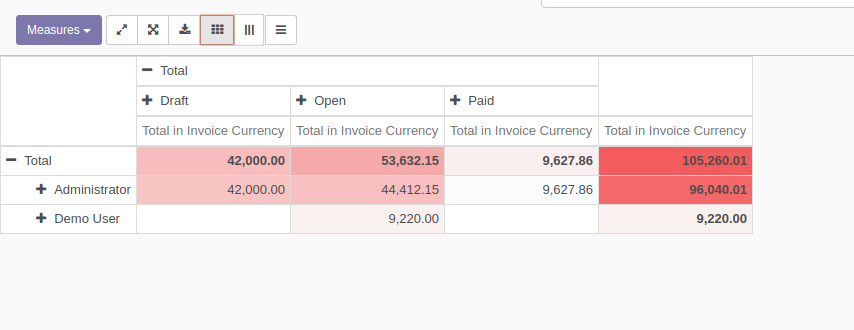 Measures
Total
Draft Open Paid
Total in Invoice Currency Total in Invoice Currency Total in Invoice Currency Total in Invoice Currency
Total 42,000.00 53,632.15 9,627.86 105,260.01
Administrator 42,000.00 44,412.15 9,627.86 96,040.01
Demo User 9,220.00 9,220.00